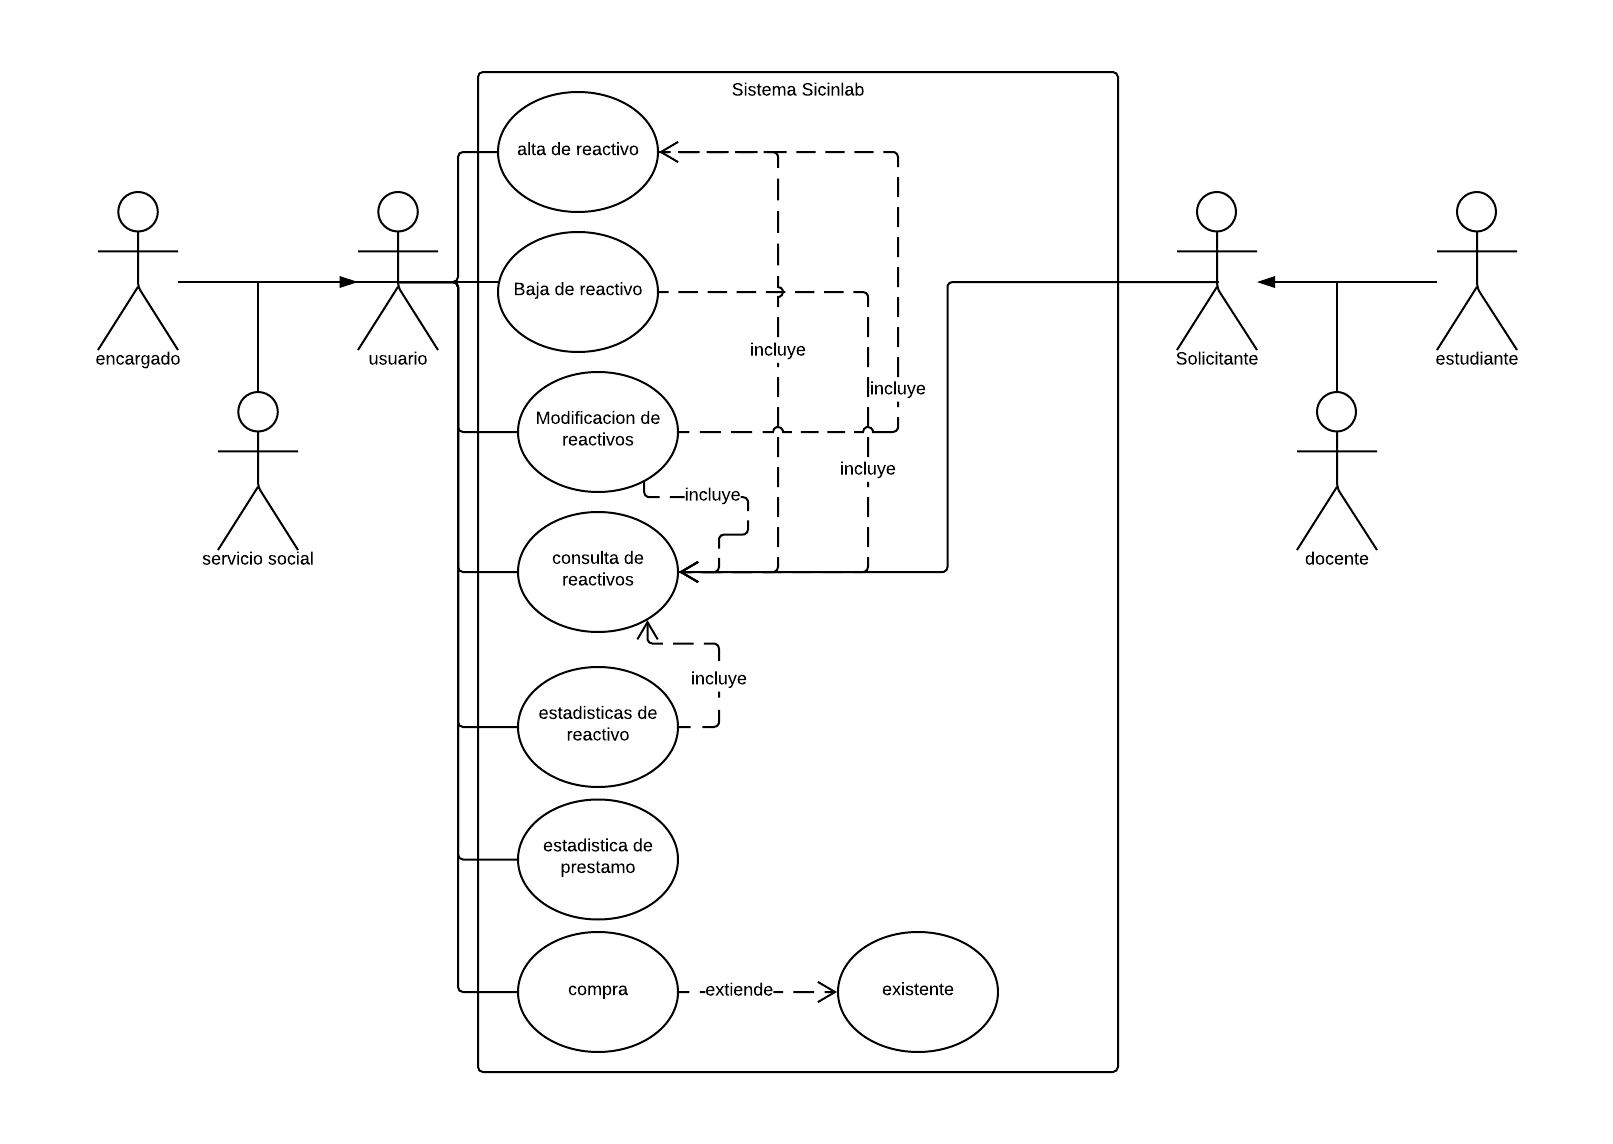 Sistema Sicinlab
alta de reactivo
Baja de reactivo
incluye
encargado
usuario
Solicitante
estudiante
incluye
Modificacion de
reactivos
incluye
incluye
servicio social
consulta de
reactivos
docente
incluye
estadisticas de
reactivo
estadistica de
prestamo
compra
extiende
existente